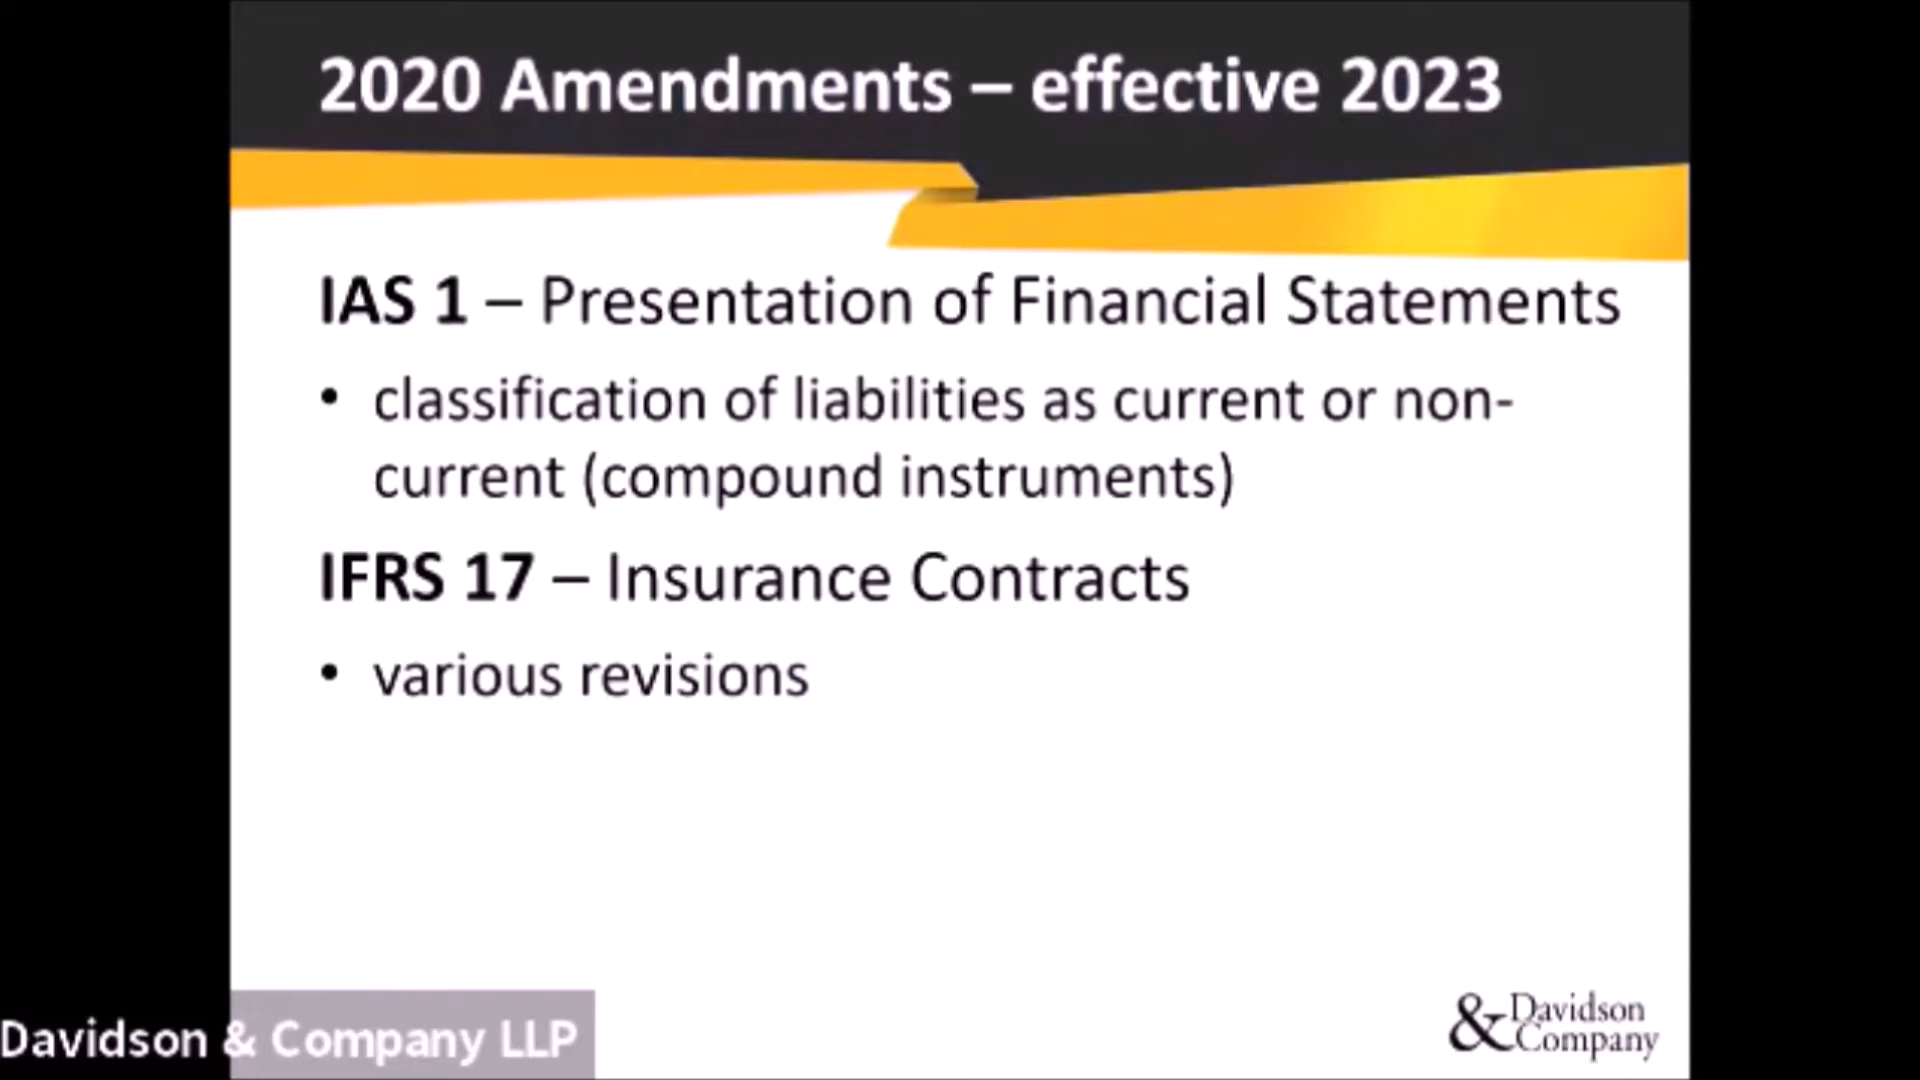 2020 Amendments – effective 2023
IAS 1 – Presentation of Financial Statements
• classification of liabilities as current or non-
current (compound instruments)
IFRS 17 – Insurance Contracts
• various revisions
Davidson & Company LLP
& Davidson
Company